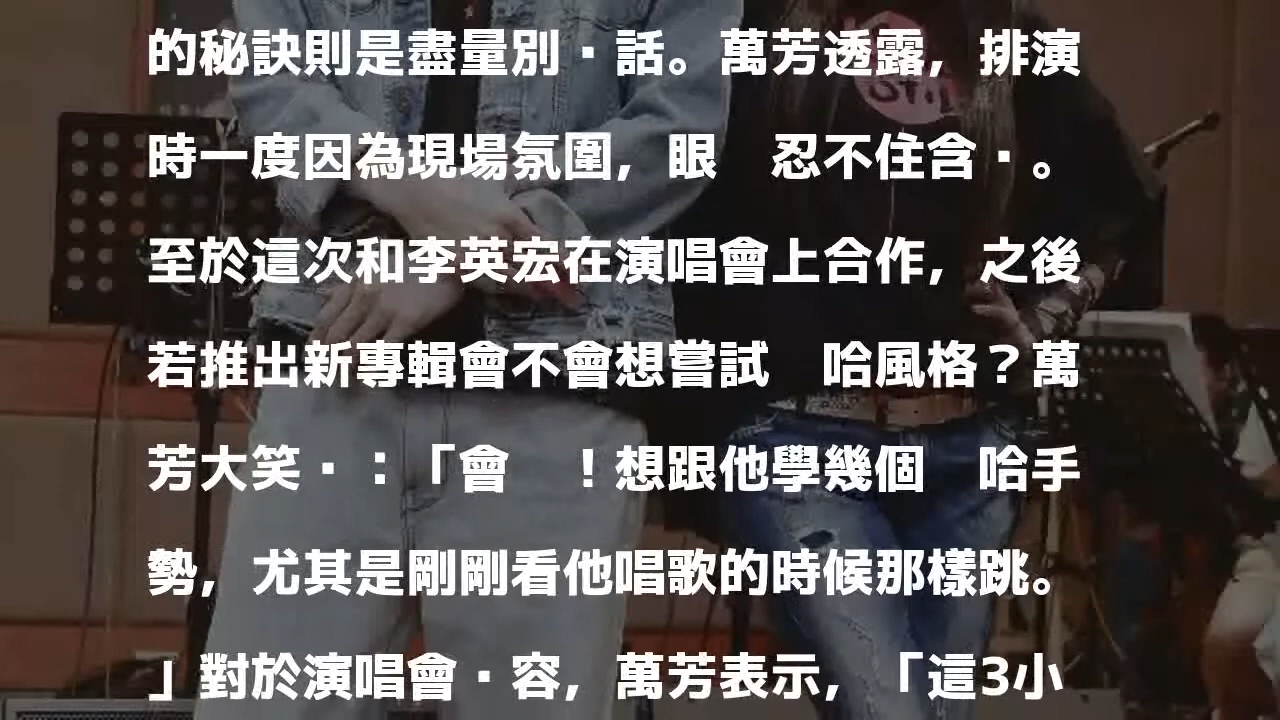 的秘訣則是盡量別·話。萬芳透露，排演
時一度因為現場氛圍，眼　忍不住含·。
至於這次和李英宏在演唱會上合作，之後
若推出新專輯會不會想嘗試　哈風格？萬
芳大笑·：「會　！想跟他學幾個　哈手
勢，尤其是剛剛看他唱歌的時候那樣跳。
」對於演唱會·容，萬芳表示，「這3小